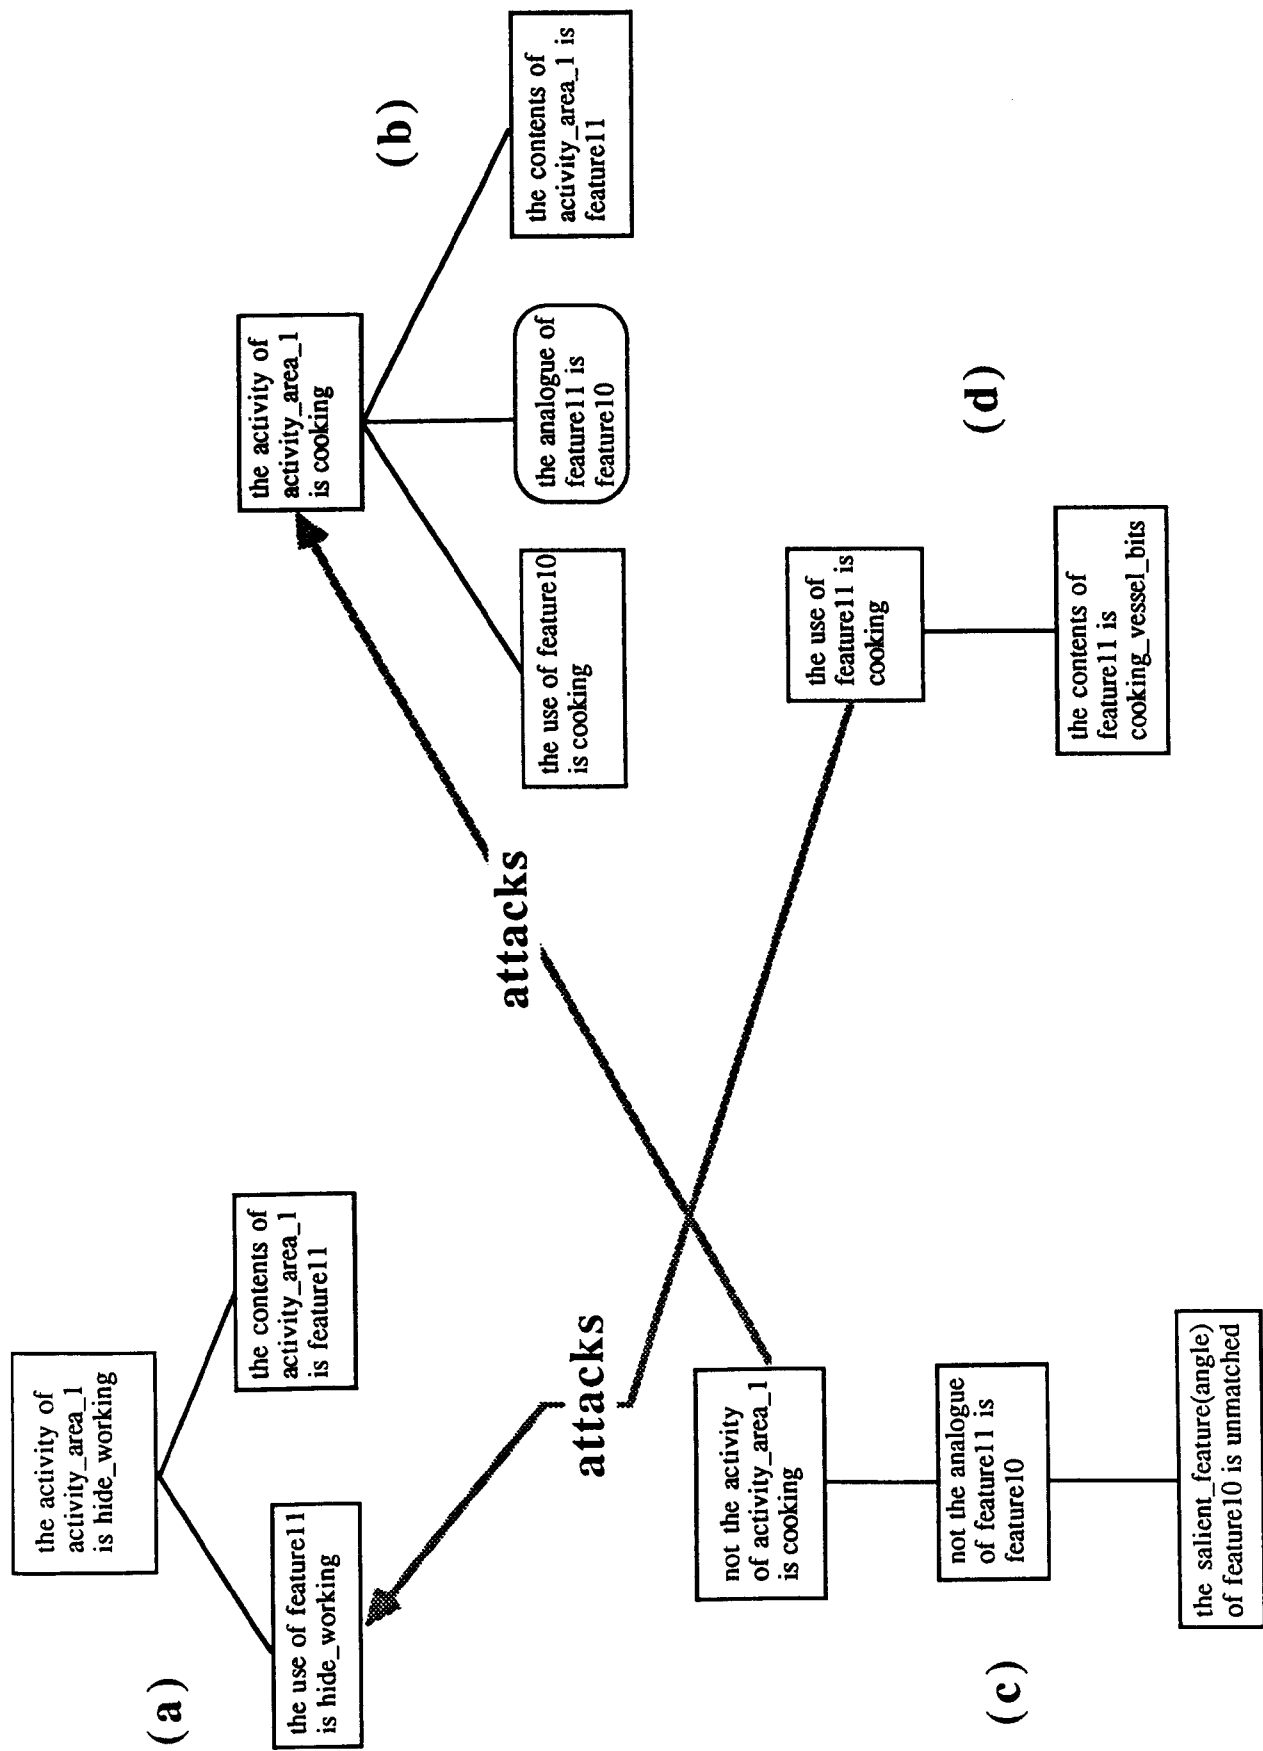 (a)
the activity of
activity_area_1
is hide_working
the use of feature11
is hide_working
the contents of
activity_area_1
is feature11
(b)
the activity of
activity_area_1
is cooking
the use of feature10
is cooking
the analogue of
feature11 is
feature10
the contents of
activity_area_1 is
feature11
attacks
attacks
(c)
not the activity
of activity_area_1
is cooking
not the analogue
of feature11 is
feature10
the salient_feature(angle)
of feature10 is unmatched
(d)
the use of
feature11 is
cooking
the contents of
feature11 is
cooking_vessel_bits